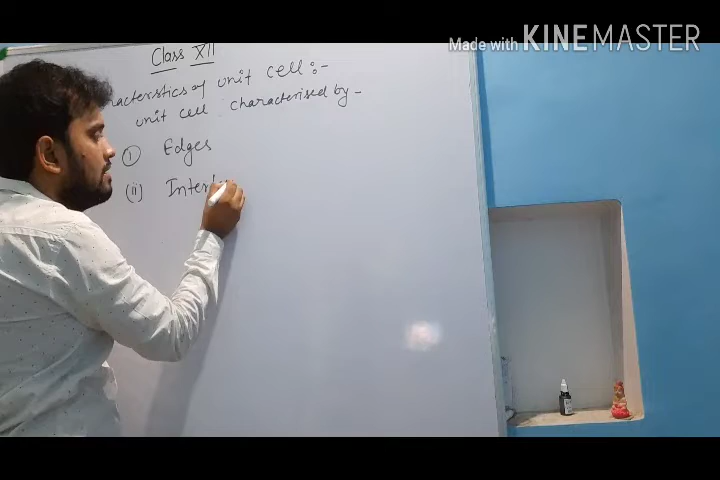 Made with KINEMASTER
Class XII
acteristics of unit cell :-
unit cell : characterised by -
(i) Edges
(ii) Inter